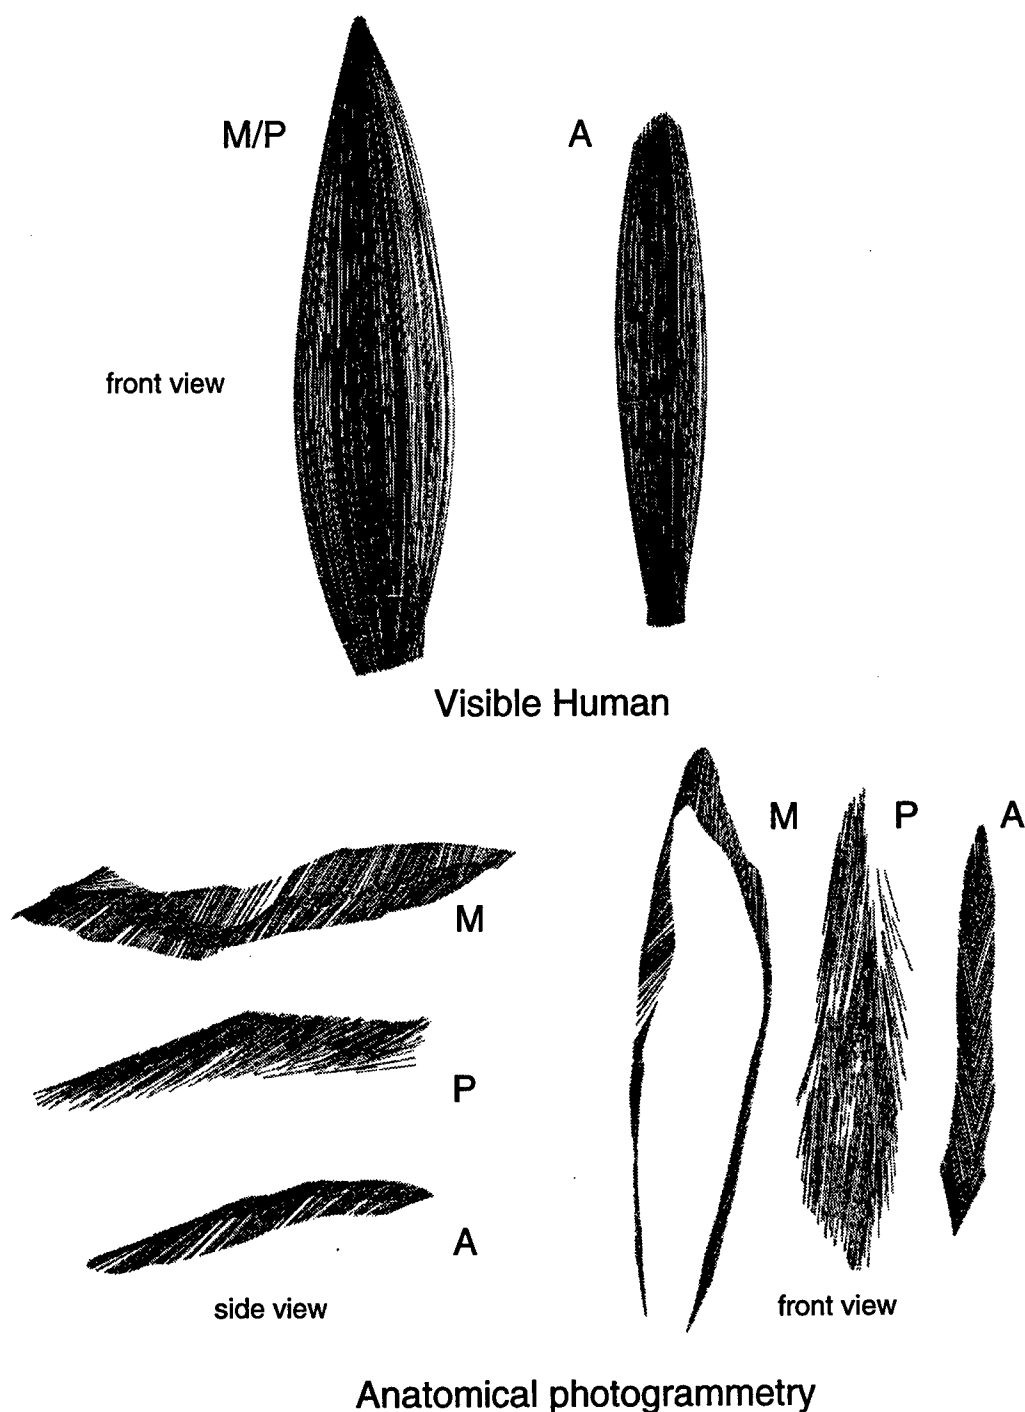 M/P
A
front view
Visible Human
M
P
A
M
P
A
side view
front view
Anatomical photogrammetry